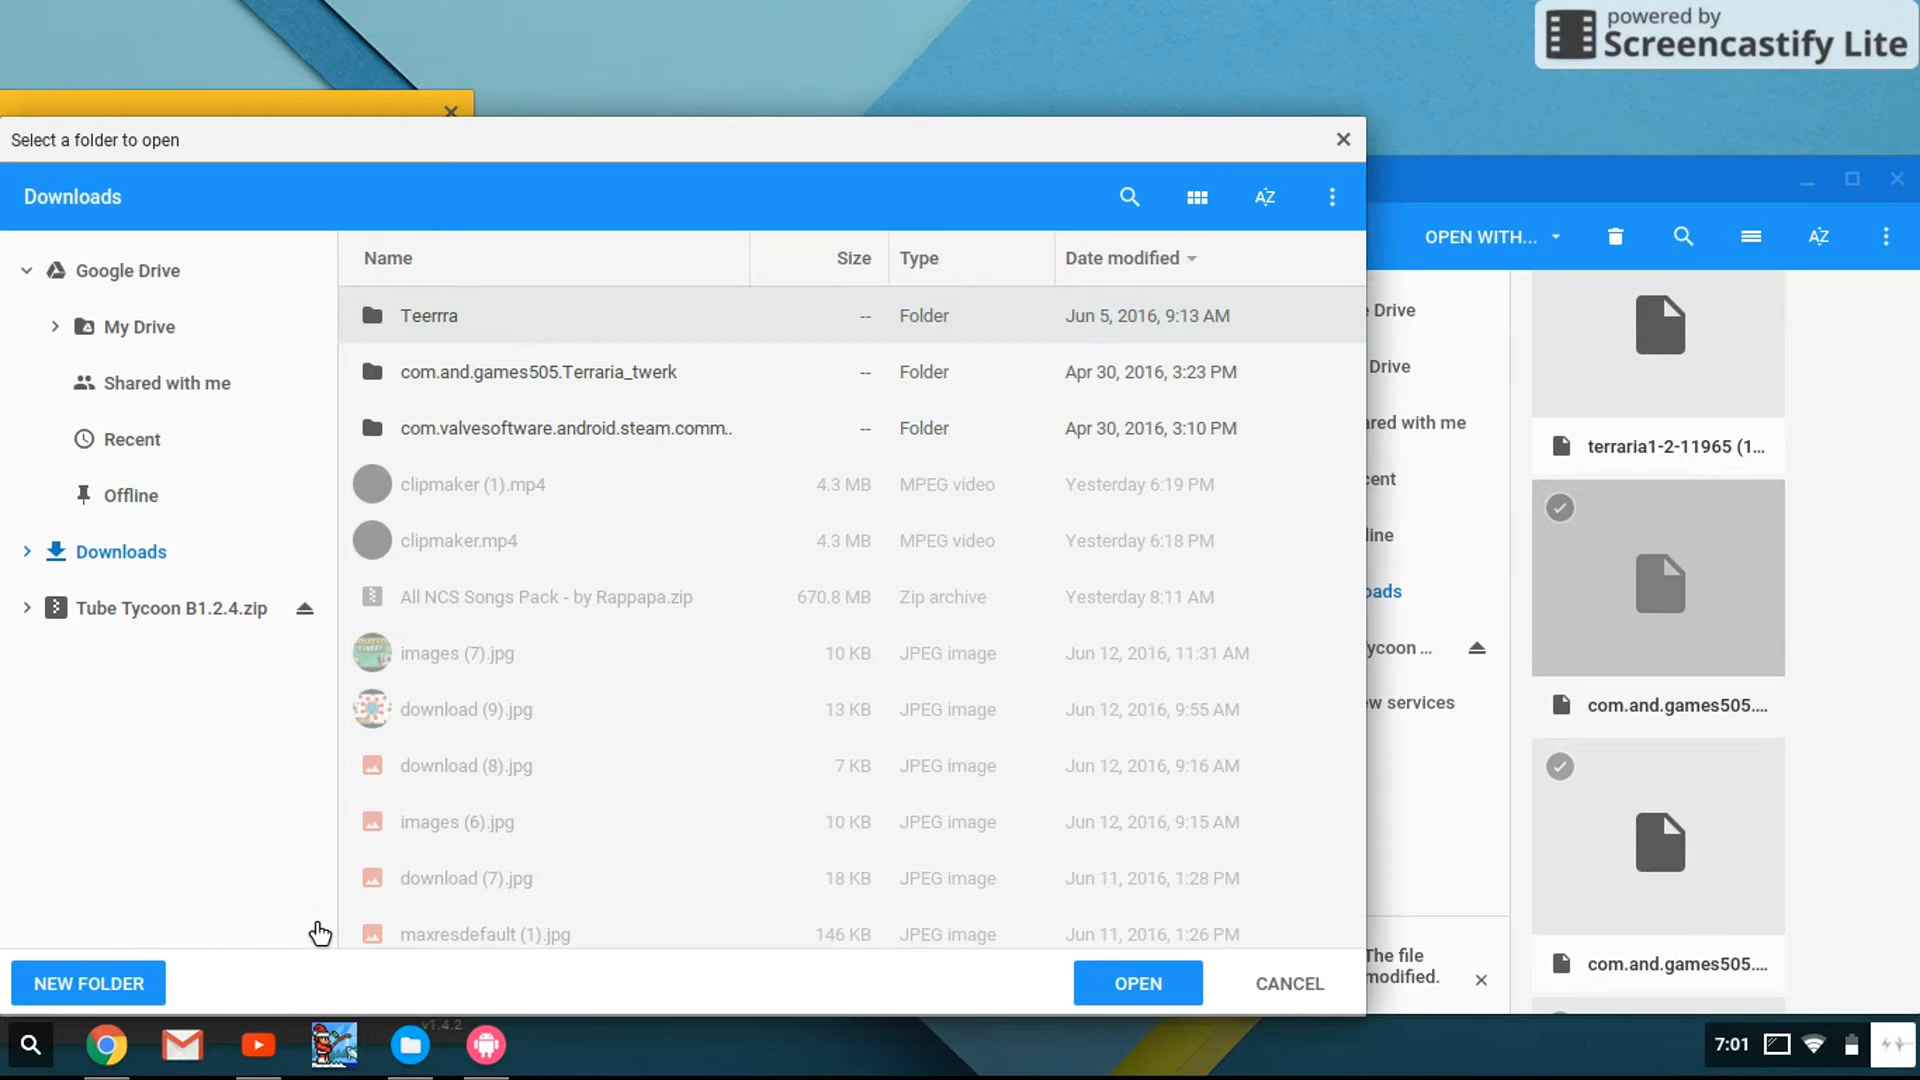 powered by
Screencastify Lite
Select a folder to open
Downloads
AZ
OPEN WITH...
AZ
Name Size Type Date modified
Google Drive
My Drive
Shared with me
Recent
Offline
Downloads
Tube Tycoon B1.2.4.zip
Teerrra -- Folder Jun 5, 2016, 9:13 AM
com.and.games505.Terraria_twerk -- Folder Apr 30, 2016, 3:23 PM
com.valvesoftware.android.steam.comm.. -- Folder Apr 30, 2016, 3:10 PM
clipmaker (1).mp4 4.3 MB MPEG video Yesterday 6:19 PM
clipmaker.mp4 4.3 MB MPEG video Yesterday 6:18 PM
All NCS Songs Pack - by Rappapa.zip 670.8 MB Zip archive Yesterday 8:11 AM
images (7).jpg 10 KB JPEG image Jun 12, 2016, 11:31 AM
download (9).jpg 13 KB JPEG image Jun 12, 2016, 9:55 AM
download (8).jpg 7 KB JPEG image Jun 12, 2016, 9:16 AM
images (6).jpg 10 KB JPEG image Jun 12, 2016, 9:15 AM
download (7).jpg 18 KB JPEG image Jun 11, 2016, 1:28 PM
maxresdefault (1).jpg 146 KB JPEG image Jun 11, 2016, 1:26 PM
NEW FOLDER
OPEN
CANCEL
e Drive
Drive
ared with me
cent
line
oads
ycoon ...
ew services
The file
modified.
terraria1-2-11965 (1...
com.and.games505....
com.and.games505....
v1.4.2
7:01